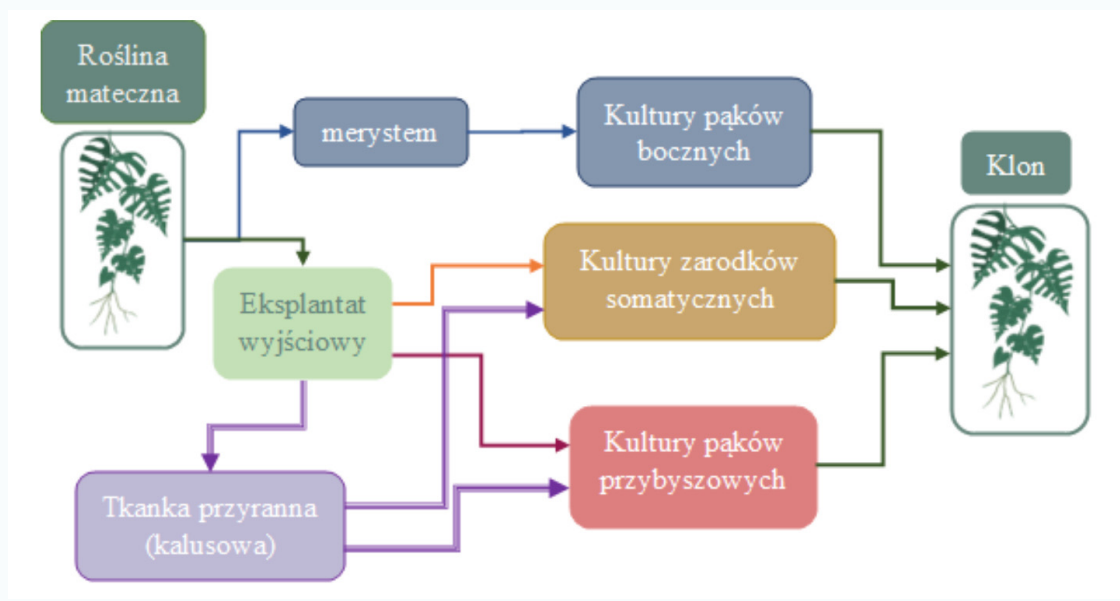 Roślina
mateczna
merystem
Kultury pąków
bocznych
Klon
Eksplantat
wyjściowy
Kultury zarodków
somatycznych
Kultury pąków
przybyszowych
Tkanka przyranna
(kalusowa)